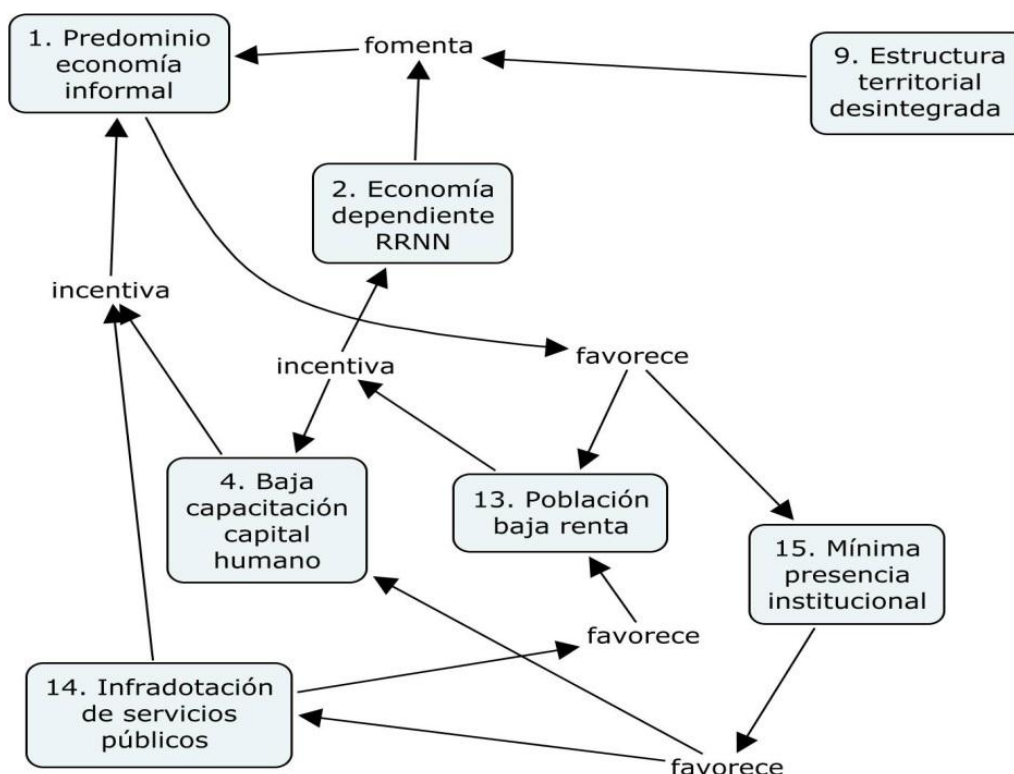 1. Predominio
economía
informal
fomenta
9. Estructura
territorial
desintegrada
2. Economía
dependiente
RRNN
incentiva
incentiva
favorece
4. Baja
capacitación
capital
humano
13. Población
baja renta
15. Mínima
presencia
institucional
favorece
14. Infradotación
de servicios
públicos
favorece